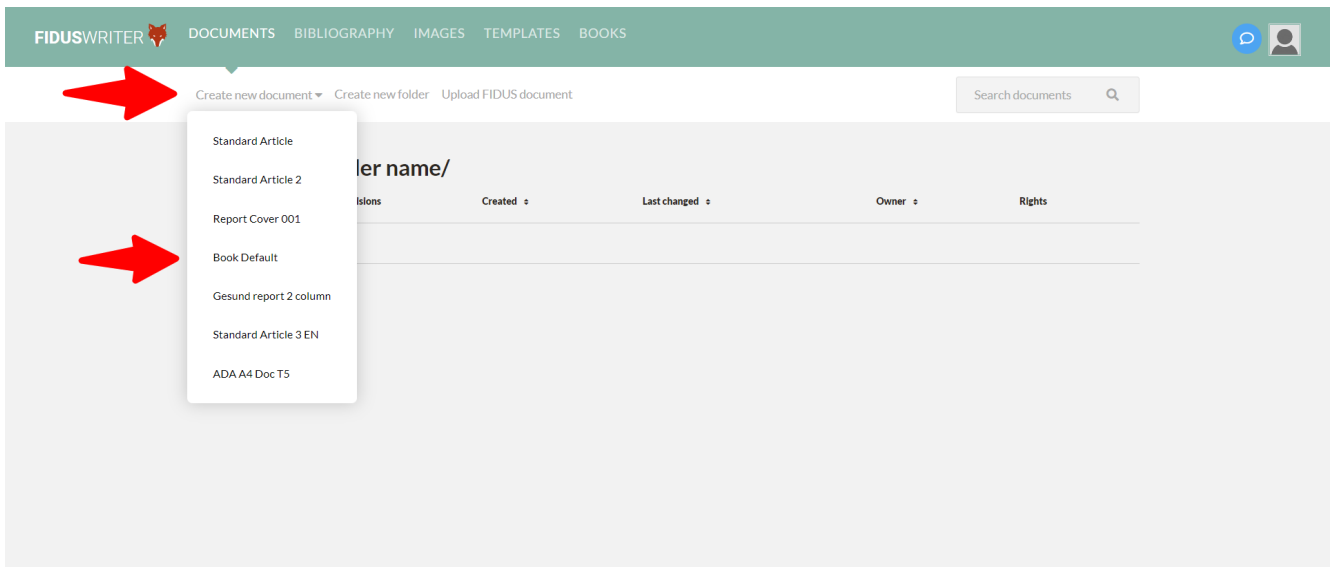 FIDUSWRITER DOCUMENTS BIBLIOGRAPHY IMAGES TEMPLATES BOOKS
Create new document Create new folder Upload FIDUS document Search documents
Standard Article
Standard Article 2
Report Cover 001
Book Default
Gesund report 2 column
Standard Article 3 EN
ADA A4 Doc T5
name/
Created Last changed Owner Rights